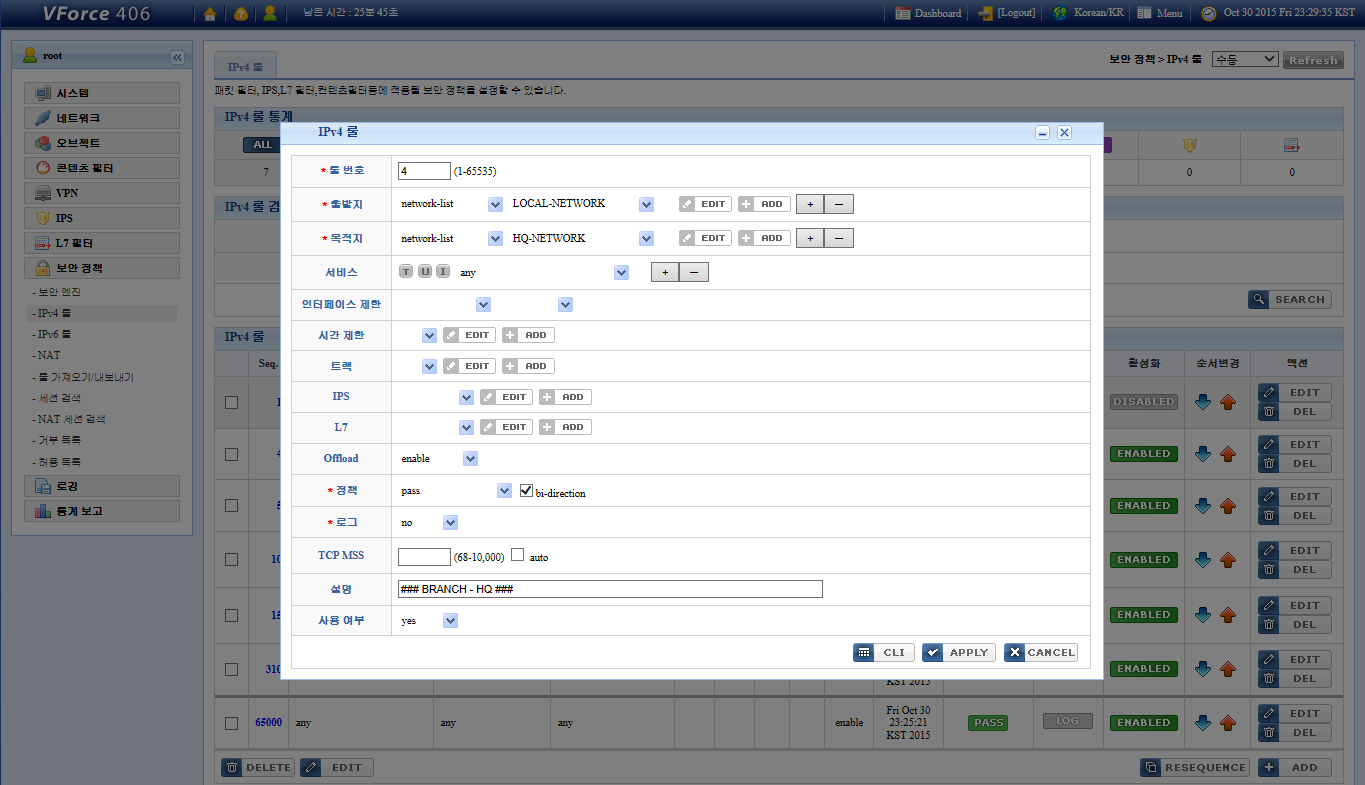 VForce 406
남은 시간 : 25분 45초
Dashboard
[Logout]
Korean/KR
Menu
Oct 30 2015 Fri 23:29:35 KST
root
시스템
네트워크
오브젝트
콘텐츠 필터
VPN
IPS
L7 필터
보안 정책
- 보안 엔진
- IPv4 룰
- IPv6 룰
- NAT
- 룰 가져오기/내보내기
- 세션 검색
- NAT 세션 검색
- 거부 목록
- 허용 목록
로깅
통계 보고
IPv4 룰
보안 정책 > IPv4 룰
수동
Refresh
패킷 필터, IPS,L7 필터,컨텐츠필터등에 적용될 보안 정책을 설정할 수 있습니다.
IPv4 룰 통계
ALL
7
0
0
IPv4 룰 검
SEARCH
IPv4 룰
Seq.
활성화
순서변경
액션
DISABLED
EDIT
DEL
ENABLED
EDIT
DEL
ENABLED
EDIT
DEL
10
ENABLED
EDIT
DEL
ENABLED
EDIT
DEL
310
KST 2015
ENABLED
EDIT
DEL
65000
any
any
any
enable
Fri Oct 30
23:25:21
KST 2015
PASS
LOG
ENABLED
EDIT
DEL
DELETE
EDIT
RESEQUENCE
ADD
IPv4 룰
* 룰 번호
4
(1-65535)
* 출발지
network-list
LOCAL-NETWORK
EDIT
ADD
+
–
* 목적지
network-list
HQ-NETWORK
EDIT
ADD
+
–
서비스
T U I
any
+
–
인터페이스 제한
시간 제한
EDIT
ADD
트랙
EDIT
ADD
IPS
EDIT
ADD
L7
EDIT
ADD
Offload
enable
* 정책
pass
bi-direction
* 로그
no
TCP MSS
(68-10,000)
auto
설명
### BRANCH - HQ ###
사용 여부
yes
CLI
APPLY
CANCEL